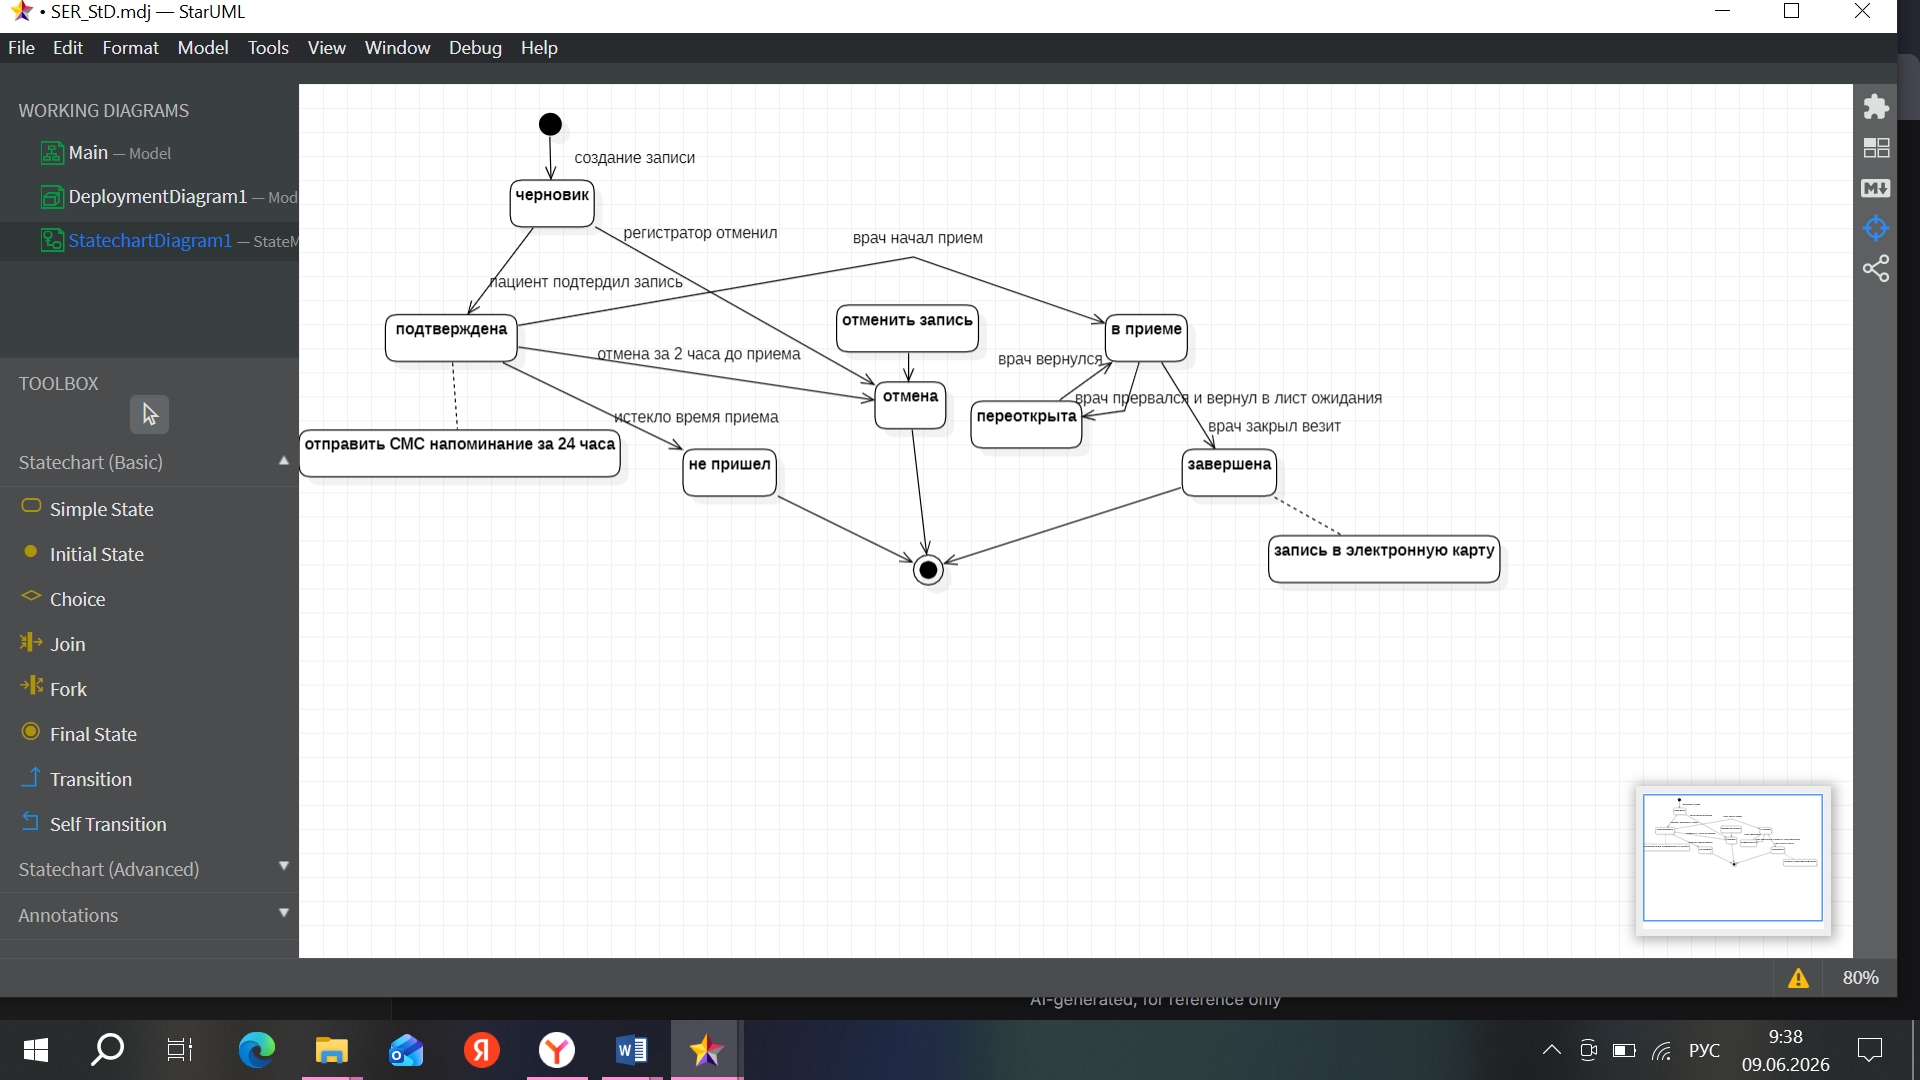 • SER_StD.mdj — StarUML
File Edit Format Model Tools View Window Debug Help
WORKING DIAGRAMS
Main — Model
DeploymentDiagram1 — Mod
StatechartDiagram1 — StateM
TOOLBOX
Statechart (Basic)
Simple State
Initial State
Choice
Join
Fork
Final State
Transition
Self Transition
Statechart (Advanced)
Annotations
создание записи
черновик
регистратор отменил
врач начал прием
пациент подтердил запись
подтверждена
отменить запись
в приеме
отмена за 2 часа до приема
врач вернулся
отмена
врач прервался и вернул в лист ожидания
переоткрыта
истекло время приема
врач закрыл везит
отправить СМС напоминание за 24 часа
не пришел
завершена
запись в электронную карту
M
80%
AI-generated, for reference only
o
Я
Y
W
РУС
9:38
09.06.2026